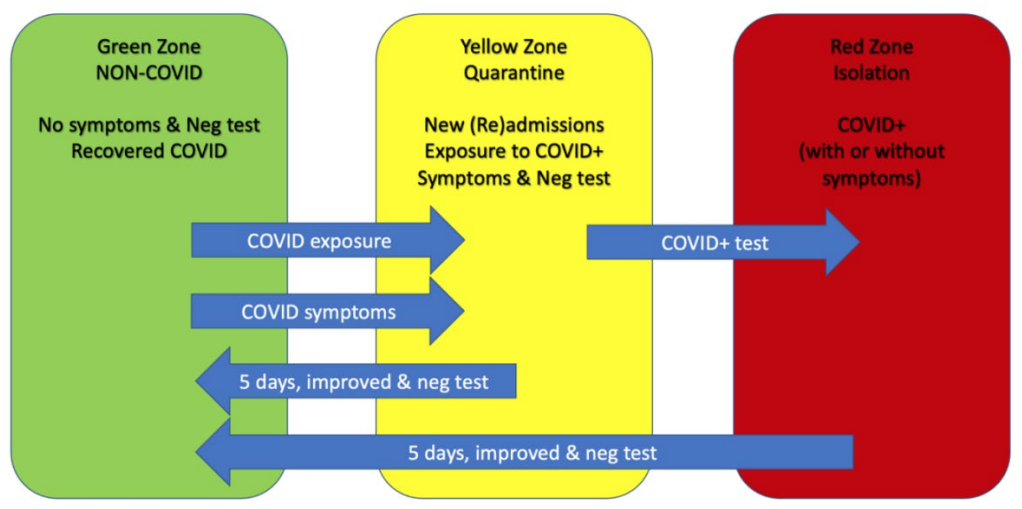 Green Zone
NON-COVID
No symptoms & Neg test
Recovered COVID
Yellow Zone
Quarantine
New (Re)admissions
Exposure to COVID+
Symptoms & Neg test
Red Zone
Isolation
COVID+
(with or without
symptoms)
COVID exposure
COVID+ test
COVID symptoms
5 days, improved & neg test
5 days, improved & neg test